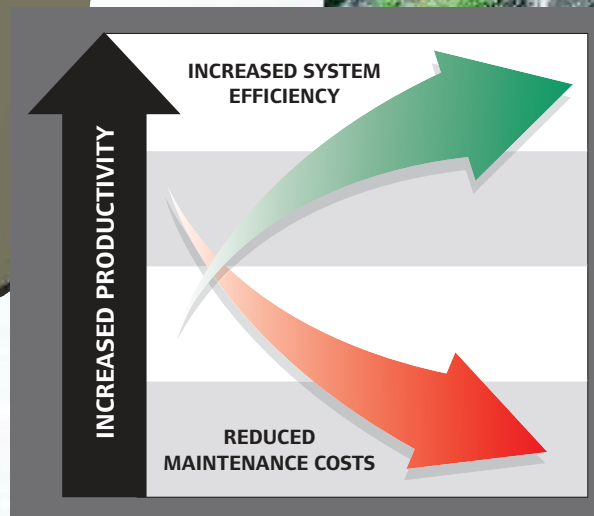 INCREASED SYSTEM
EFFICIENCY
INCREASED PRODUCTIVITY
REDUCED
MAINTENANCE COSTS